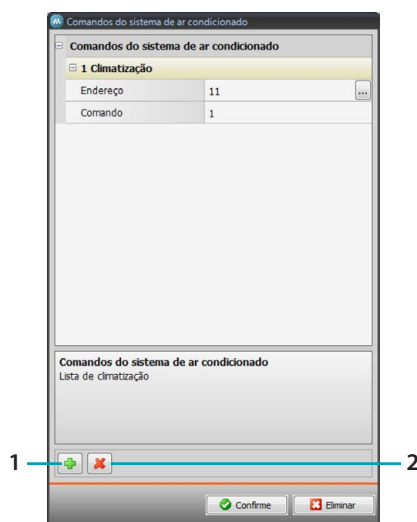 Comandos do sistema de ar condicionado
Comandos do sistema de ar condicionado
1 Climatização
Endereço 11 ...
Comando 1
Comandos do sistema de ar condicionado
Lista de climatização
1 2
Confirme Eliminar